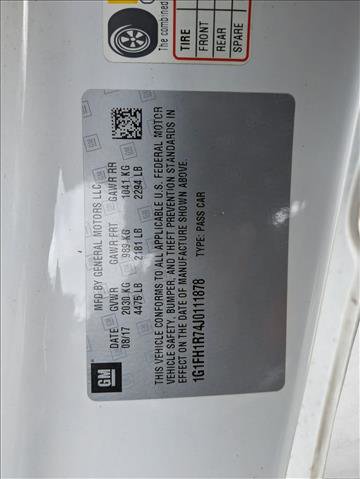 TIRE
FRONT
REAR
SPARE
GM
MFD BY GENERAL MOTORS LLC
DATE GVWR GAWR FRT GAWR RR
08/17 2030 KG 989 KG 1041 KG
4475 LB 2181 LB 2294 LB
THIS VEHICLE CONFORMS TO ALL APPLICABLE U.S. FEDERAL MOTOR
VEHICLE SAFETY, BUMPER, AND THEFT PREVENTION STANDARDS IN
EFFECT ON THE DATE OF MANUFACTURE SHOWN ABOVE.
1G1FH1R74J0111878 TYPE: PASS CAR